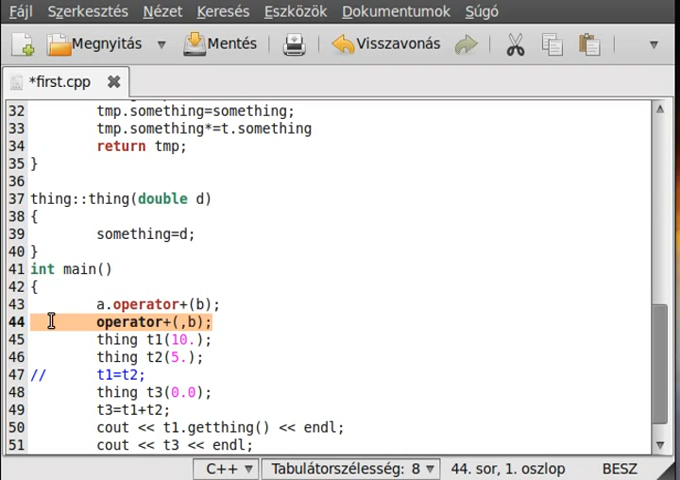 Fájl Szerkesztés Nézet Keresés Eszközök Dokumentumok Súgó
Megnyitás Mentés Visszavonás
*first.cpp
32 tmp.something=something;
33 tmp.something*=t.something
34 return tmp;
35 }
36
37 thing::thing(double d)
38 {
39 something=d;
40 }
41 int main()
42 {
43 a.operator+(b);
44 operator+(,b);
45 thing t1(10.);
46 thing t2(5.);
47 // t1=t2;
48 thing t3(0.0);
49 t3=t1+t2;
50 cout << t1.getthing() << endl;
51 cout << t3 << endl;
C++ Tabulátorszélesség: 8 44. sor, 1. oszlop BESZ